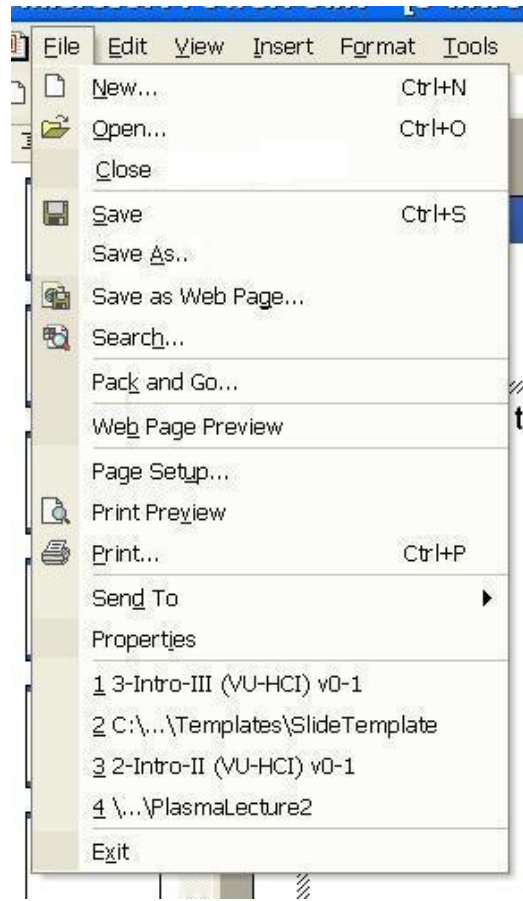 File Edit View Insert Format Tools
New... Ctrl+N
Open... Ctrl+O
Close
Save Ctrl+S
Save As..
Save as Web Page...
Search...
Pack and Go...
Web Page Preview
Page Setup...
Print Preview
Print... Ctrl+P
Send To
Properties
1 3-Intro-III (VU-HCI) v0-1
2 C:\...\Templates\SlideTemplate
3 2-Intro-II (VU-HCI) v0-1
4 \...\PlasmaLecture2
Exit